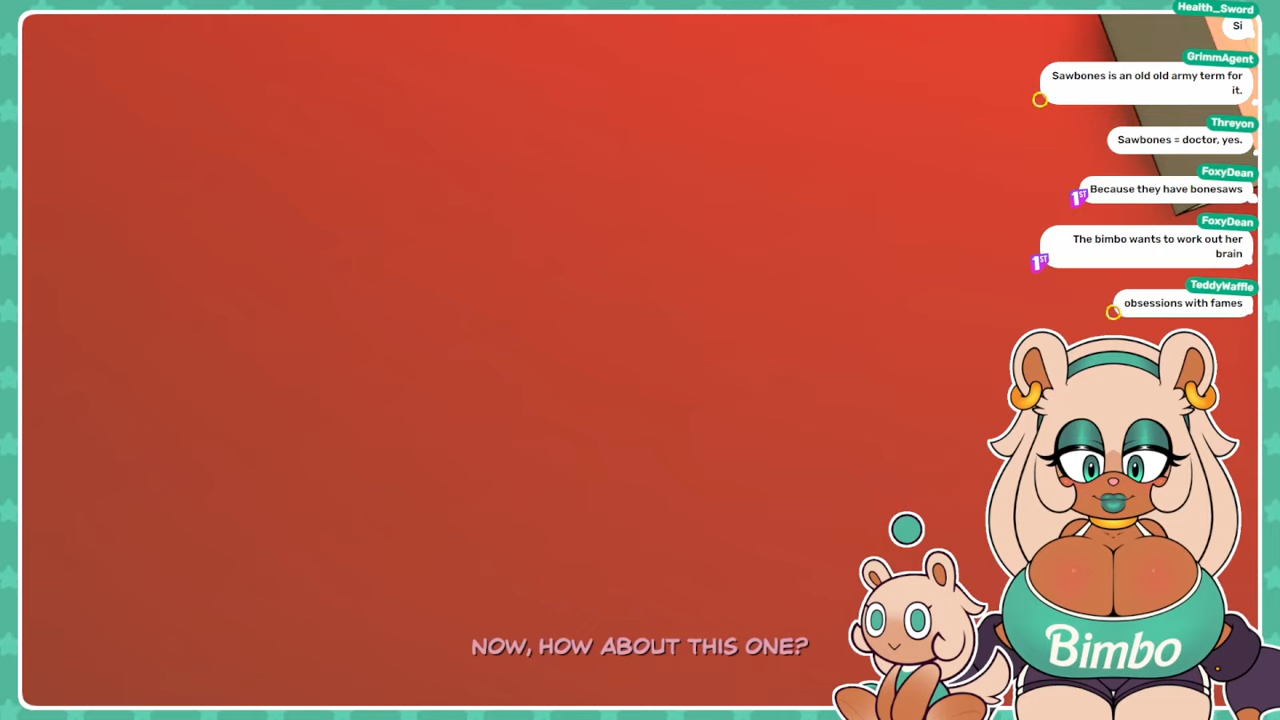 Health_Sword
Si
GrimmAgent
Sawbones is an old old army term for
it.
Threyon
Sawbones = doctor, yes.
FoxyDean
1ST
Because they have bonesaws
FoxyDean
The bimbo wants to work out her
brain
1ST
TeddyWaffle
obsessions with fames
Bimbo
NOW, HOW ABOUT THIS ONE?